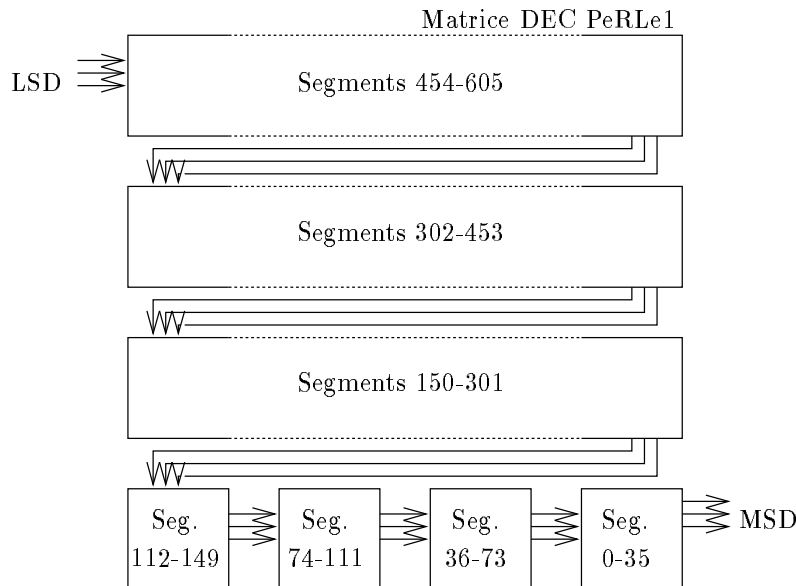 Matrice DEC PeRLe1
LSD
Segments 454-605
Segments 302-453
Segments 150-301
Seg.
112-149
Seg.
74-111
Seg.
36-73
Seg.
0-35
MSD